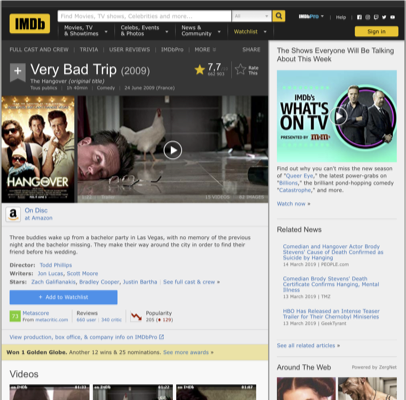 IMDb
Find Movies, TV shows, Celebrities and more...
All
IMDbPro
Help
Movies, TV & Showtimes
Celebs, Events & Photos
News & Community
Watchlist
Sign in
FULL CAST AND CREW | TRIVIA | USER REVIEWS | IMDbPro | MORE
SHARE
Very Bad Trip (2009)
The Hangover (original title)
Tous publics | 1h 40min | Comedy | 24 June 2009 (France)
7,7
Rate This
HANGOVER
On Disc
at Amazon
Three buddies wake up from a bachelor party in Las Vegas, with no memory of the previous
night and the bachelor missing. They make their way around the city in order to find their
friend before his wedding.
Director: Todd Phillips
Writers: Jon Lucas, Scott Moore
Stars: Zach Galifianakis, Bradley Cooper, Justin Bartha | See full cast & crew »
+ Add to Watchlist
73
Metascore
From metacritic.com
Reviews
Popularity
View production, box office, & company info on IMDbPro
Won 1 Golden Globe. Another 12 wins & 25 nominations. See more awards »
Videos
The Shows Everyone Will Be Talking
About This Week
IMDb's
WHAT'S
ON TV
PRESENTED BY
Find out why you can't miss the new season
of "Queer Eye," the latest power-grabs on
"Billions," the brilliant pond-hopping comedy
"Catastrophe," and more.
Watch now »
Related News
Comedian and Hangover Actor Brody
Stevens' Cause of Death Confirmed as
Suicide by Hanging
14 March 2019 | PEOPLE.com
Comedian Brody Stevens' Death
Certificate Confirms Hanging, Mental
Illness
13 March 2019 | TMZ
HBO Has Released an Intense Teaser
Trailer for Their Chernobyl Miniseries
13 March 2019 | GeekTyrant
See all related articles »
Around The Web
Powered by ZergNet